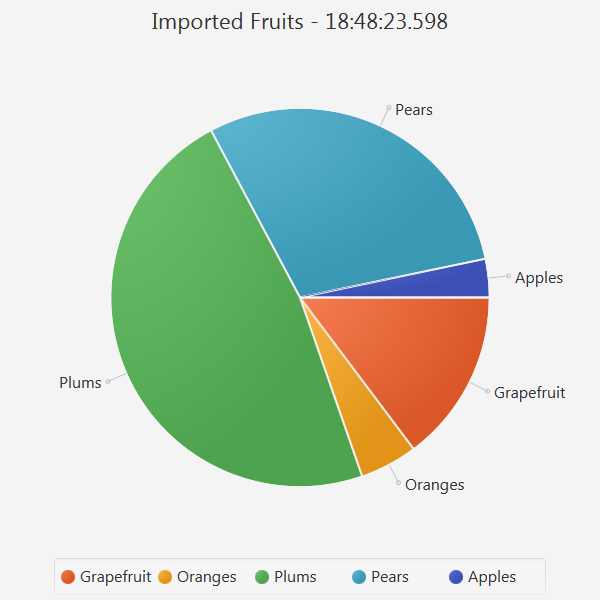 Imported Fruits - 18:48:23.598
Pears
Apples
Plums
Grapefruit
Oranges
Grapefruit Oranges Plums Pears Apples